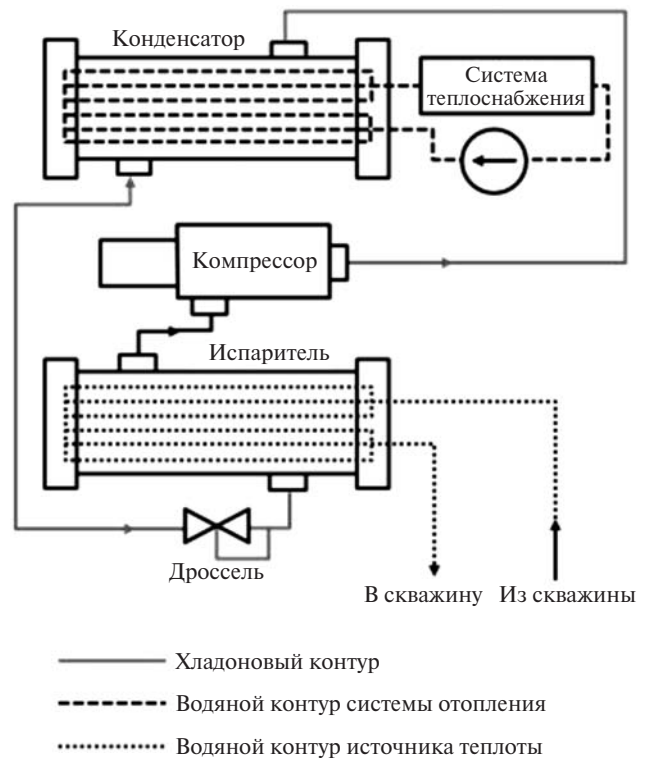 Конденсатор
Система
теплоснабжения
Компрессор
Испаритель
Дроссель
В скважину
Из скважины
Хладоновый контур
Водяной контур системы отопления
Водяной контур источника теплоты